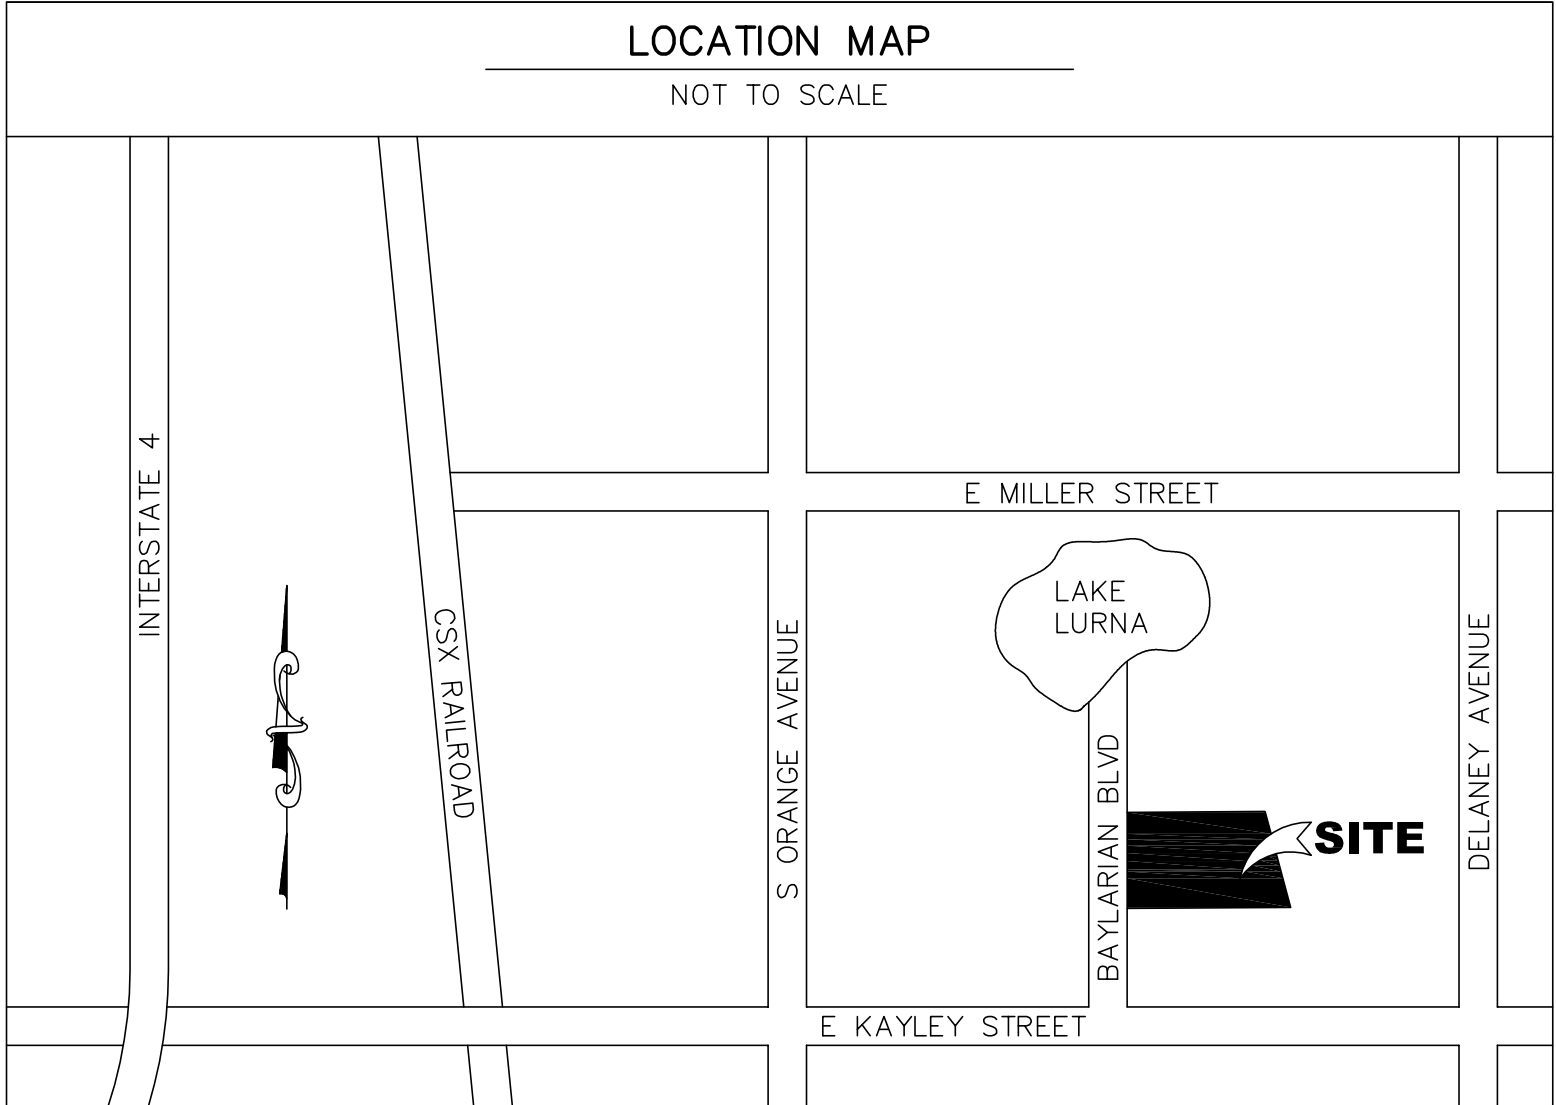 LOCATION MAP
NOT TO SCALE
INTERSTATE 4
CSX RAILROAD
S ORANGE AVENUE
E MILLER STREET
LAKE
LURNA
BAYLARIAN BLVD
SITE
DELANEY AVENUE
E KAYLEY STREET